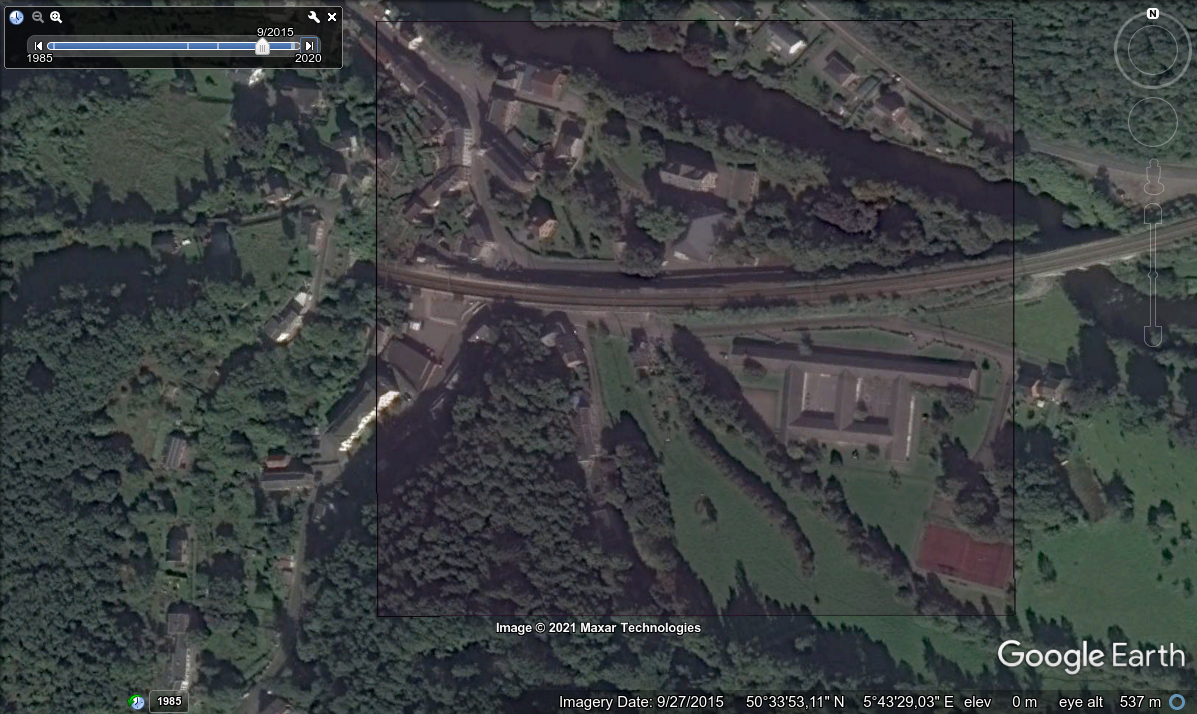 9/2015
1985
2020
N
Image © 2021 Maxar Technologies
Google Earth
1985
Imagery Date: 9/27/2015 50°33'53,11" N 5°43'29,03" E elev 0 m eye alt 537 m